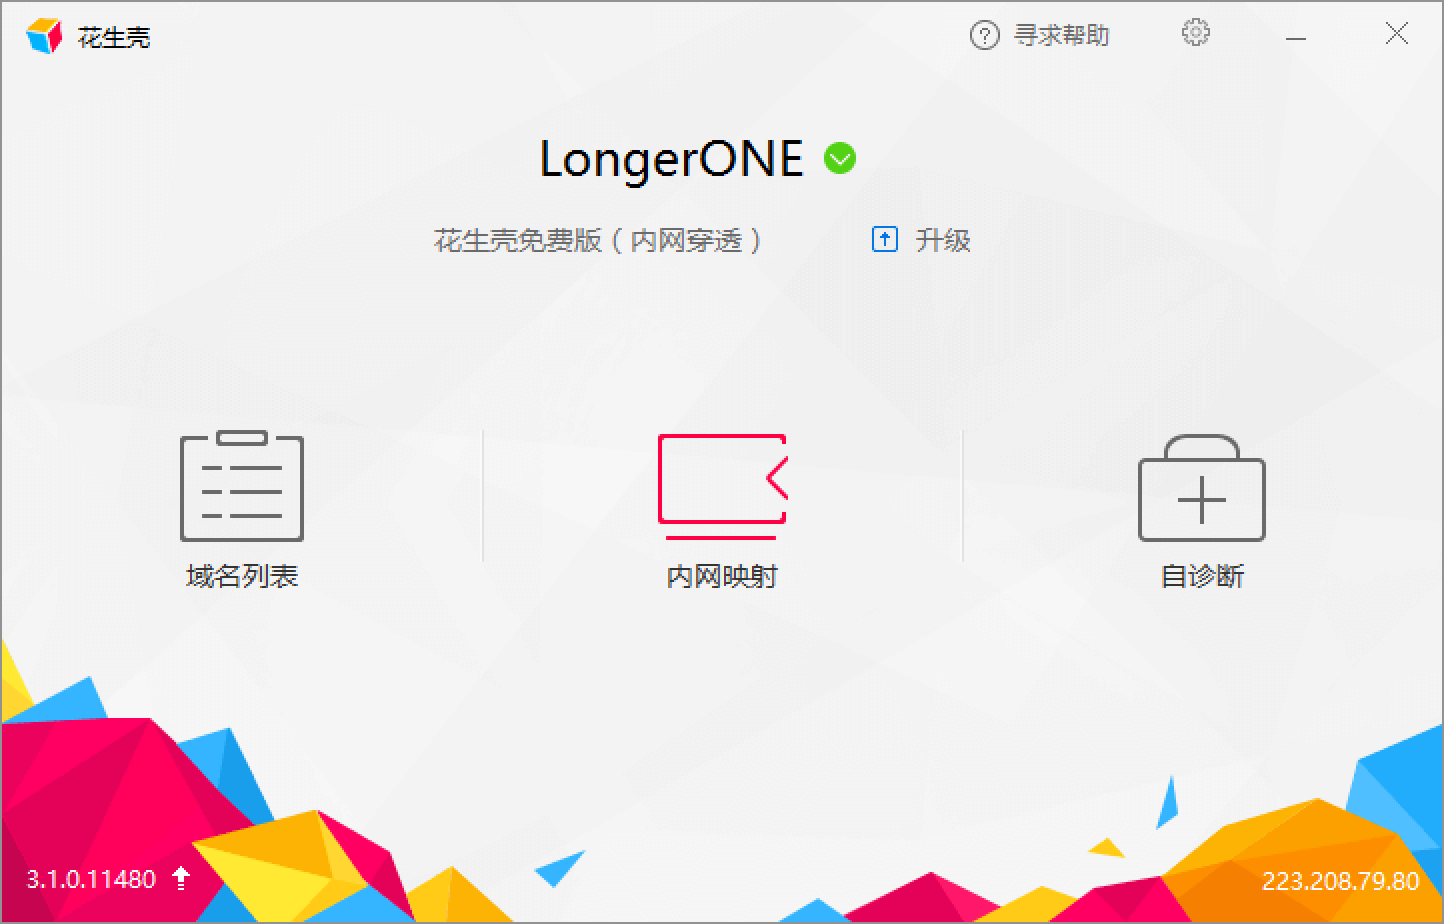 花生壳
寻求帮助
LongerONE
花生壳免费版（内网穿透）
升级
域名列表
内网映射
自诊断
3.1.0.11480
223.208.79.80